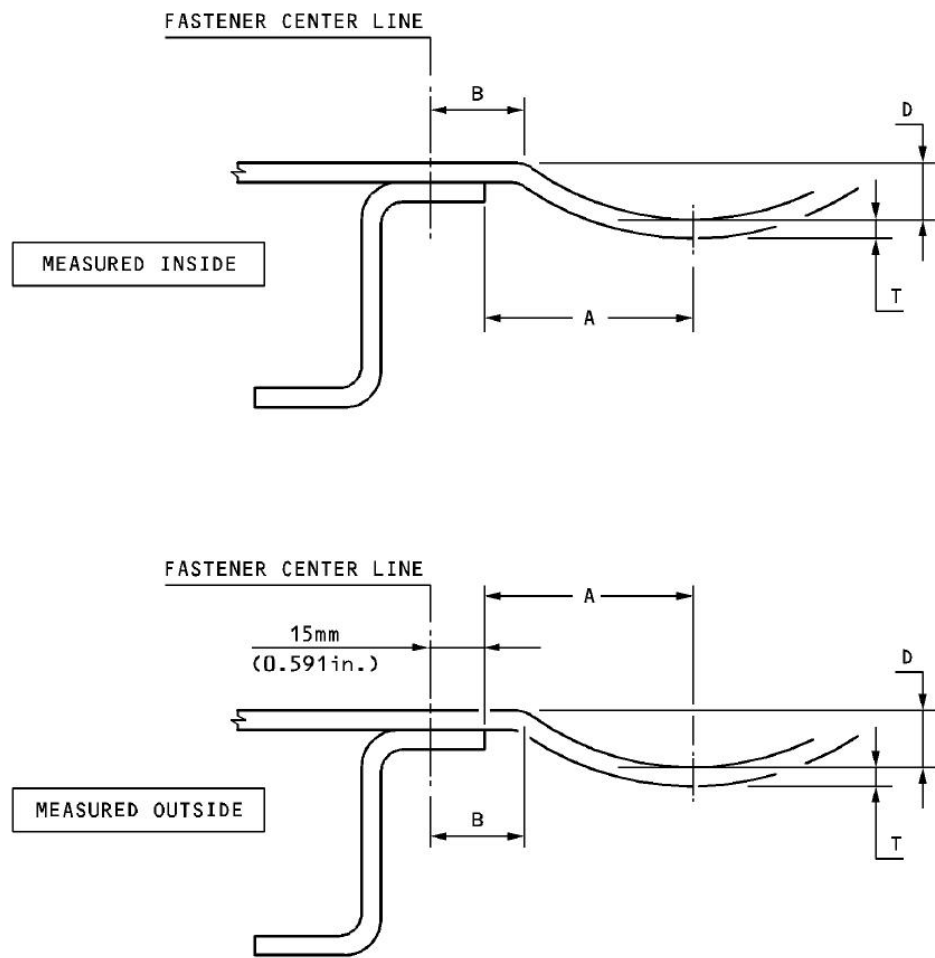 FASTENER CENTER LINE
B
D
MEASURED INSIDE
T
A
FASTENER CENTER LINE
A
15mm
(0.591in.)
D
MEASURED OUTSIDE
B
T